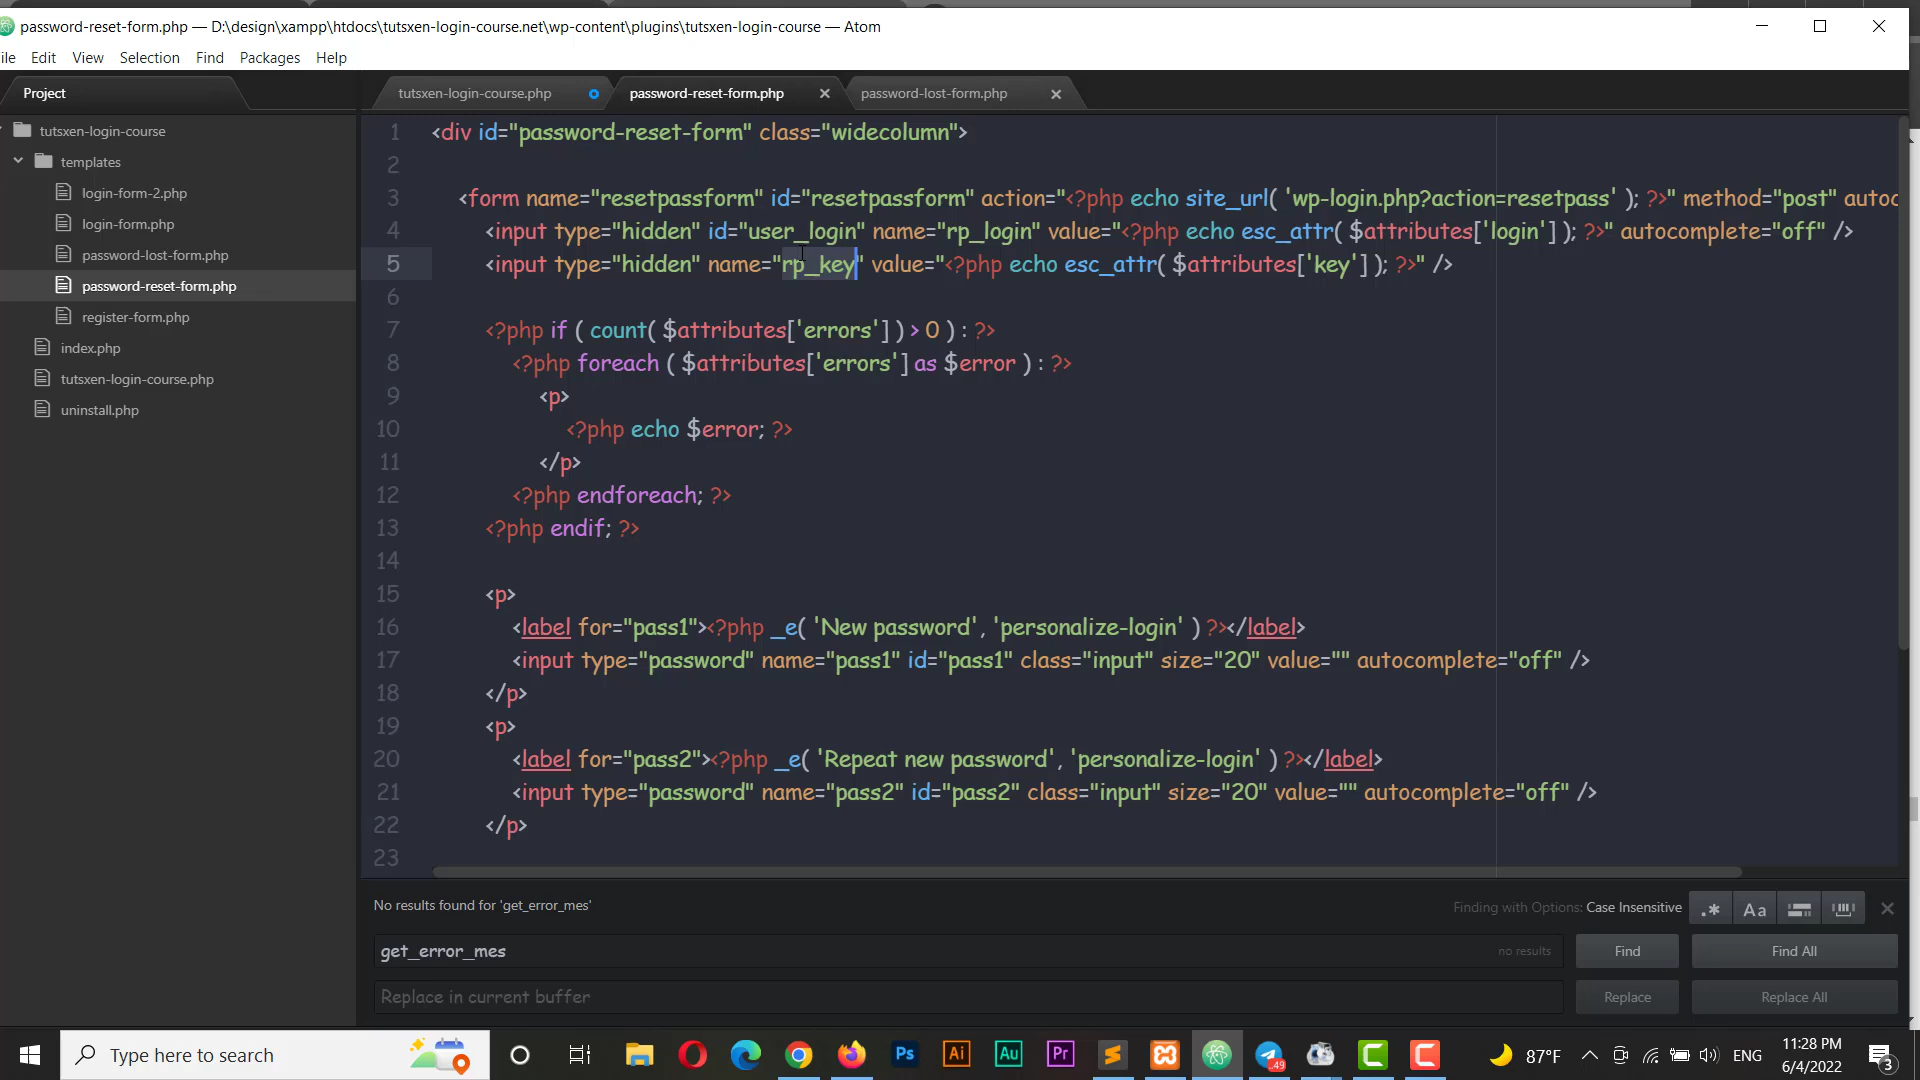 password-reset-form.php — D:\design\xampp\htdocs\tutsxen-login-course.net\wp-content\plugins\tutsxen-login-course — Atom
ile Edit View Selection Find Packages Help
Project
tutsxen-login-course.php password-reset-form.php password-lost-form.php
tutsxen-login-course
templates
login-form-2.php
login-form.php
password-lost-form.php
password-reset-form.php
register-form.php
index.php
tutsxen-login-course.php
uninstall.php
1 <div id="password-reset-form" class="widecolumn">
2
3 <form name="resetpassform" id="resetpassform" action="<?php echo site_url( 'wp-login.php?action=resetpass' ); ?>" method="post" autoc
4 <input type="hidden" id="user_login" name="rp_login" value="<?php echo esc_attr( $attributes['login'] ); ?>" autocomplete="off" />
5 <input type="hidden" name="rp_key" value="<?php echo esc_attr( $attributes['key'] ); ?>" />
6
7 <?php if ( count( $attributes['errors'] ) > 0 ) : ?>
8 <?php foreach ( $attributes['errors'] as $error ) : ?>
9 <p>
10 <?php echo $error; ?>
11 </p>
12 <?php endforeach; ?>
13 <?php endif; ?>
14
15 <p>
16 <label for="pass1"><?php _e( 'New password', 'personalize-login' ) ?></label>
17 <input type="password" name="pass1" id="pass1" class="input" size="20" value="" autocomplete="off" />
18 </p>
19 <p>
20 <label for="pass2"><?php _e( 'Repeat new password', 'personalize-login' ) ?></label>
21 <input type="password" name="pass2" id="pass2" class="input" size="20" value="" autocomplete="off" />
22 </p>
23
No results found for 'get_error_mes' Finding with Options: Case Insensitive .* Aa
get_error_mes no results Find Find All
Replace in current buffer Replace Replace All
Type here to search Ps Ai Au Pr 49 87°F ENG 11:28 PM
6/4/2022 3